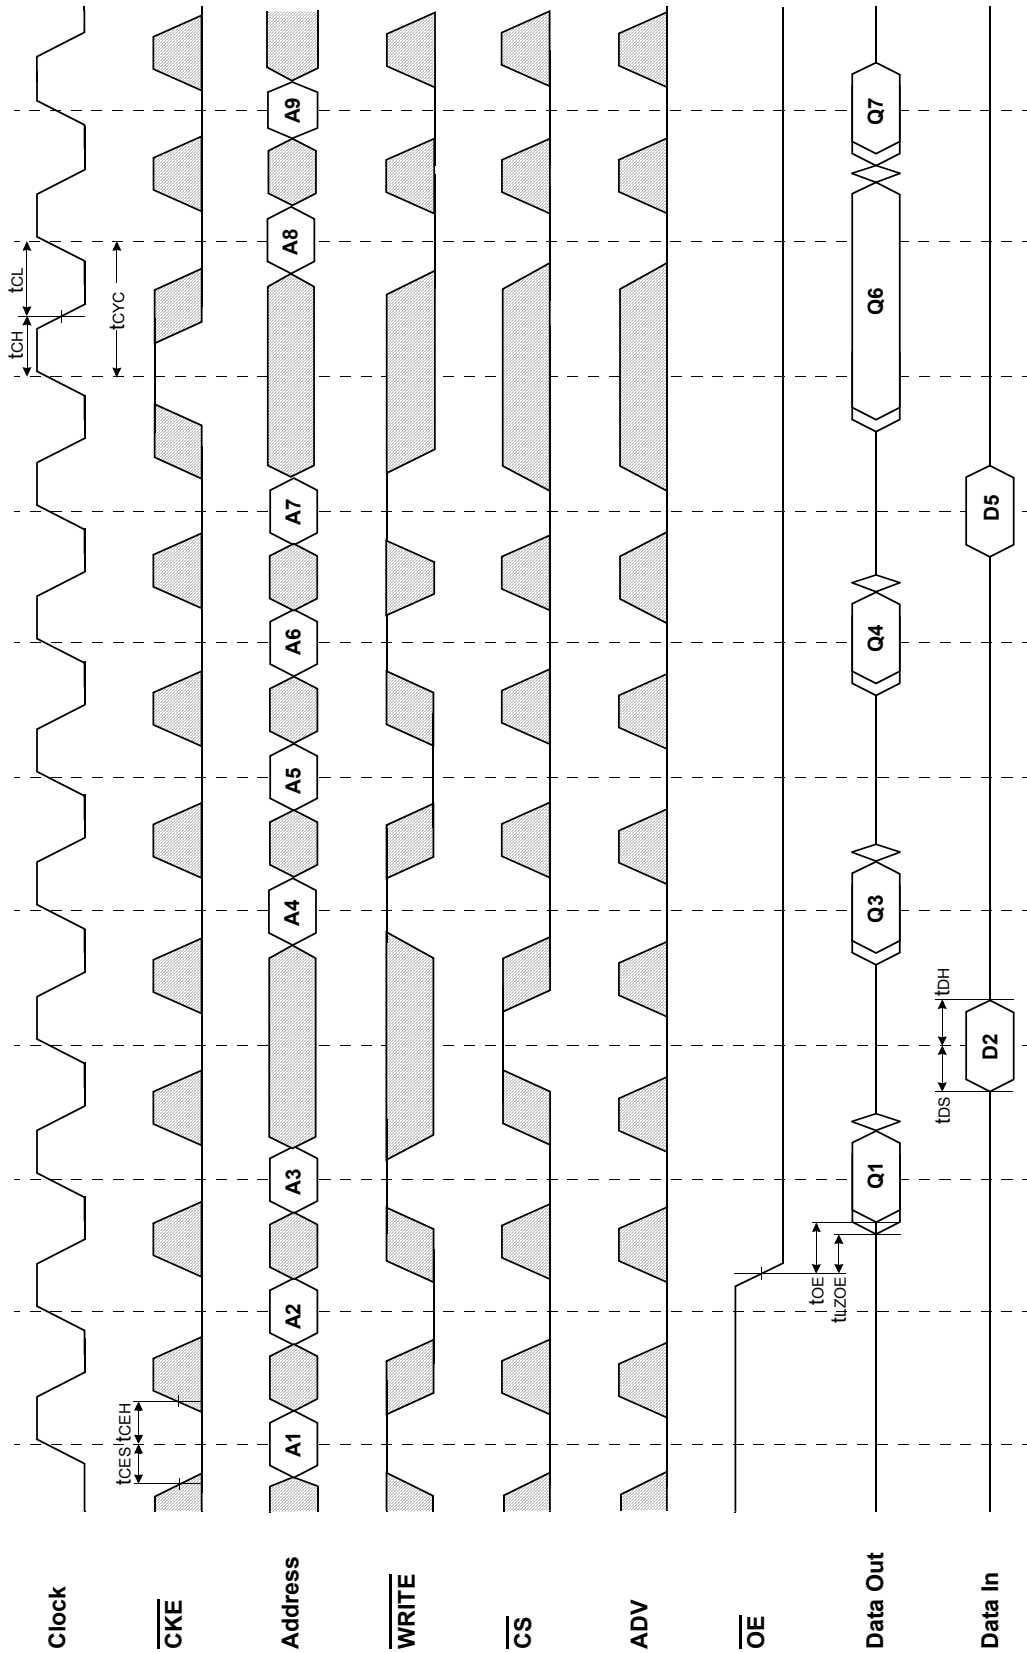 Clock
tCH tCL
tCYC
CKE
tCES tCEH
Address
A1 A2 A3 A4 A5 A6 A7 A8 A9
WRITE
CS
ADV
OE
tOE
tLZOE
Data Out
Q1 Q3 Q4 Q6 Q7
tDS tDH
Data In
D2 D5